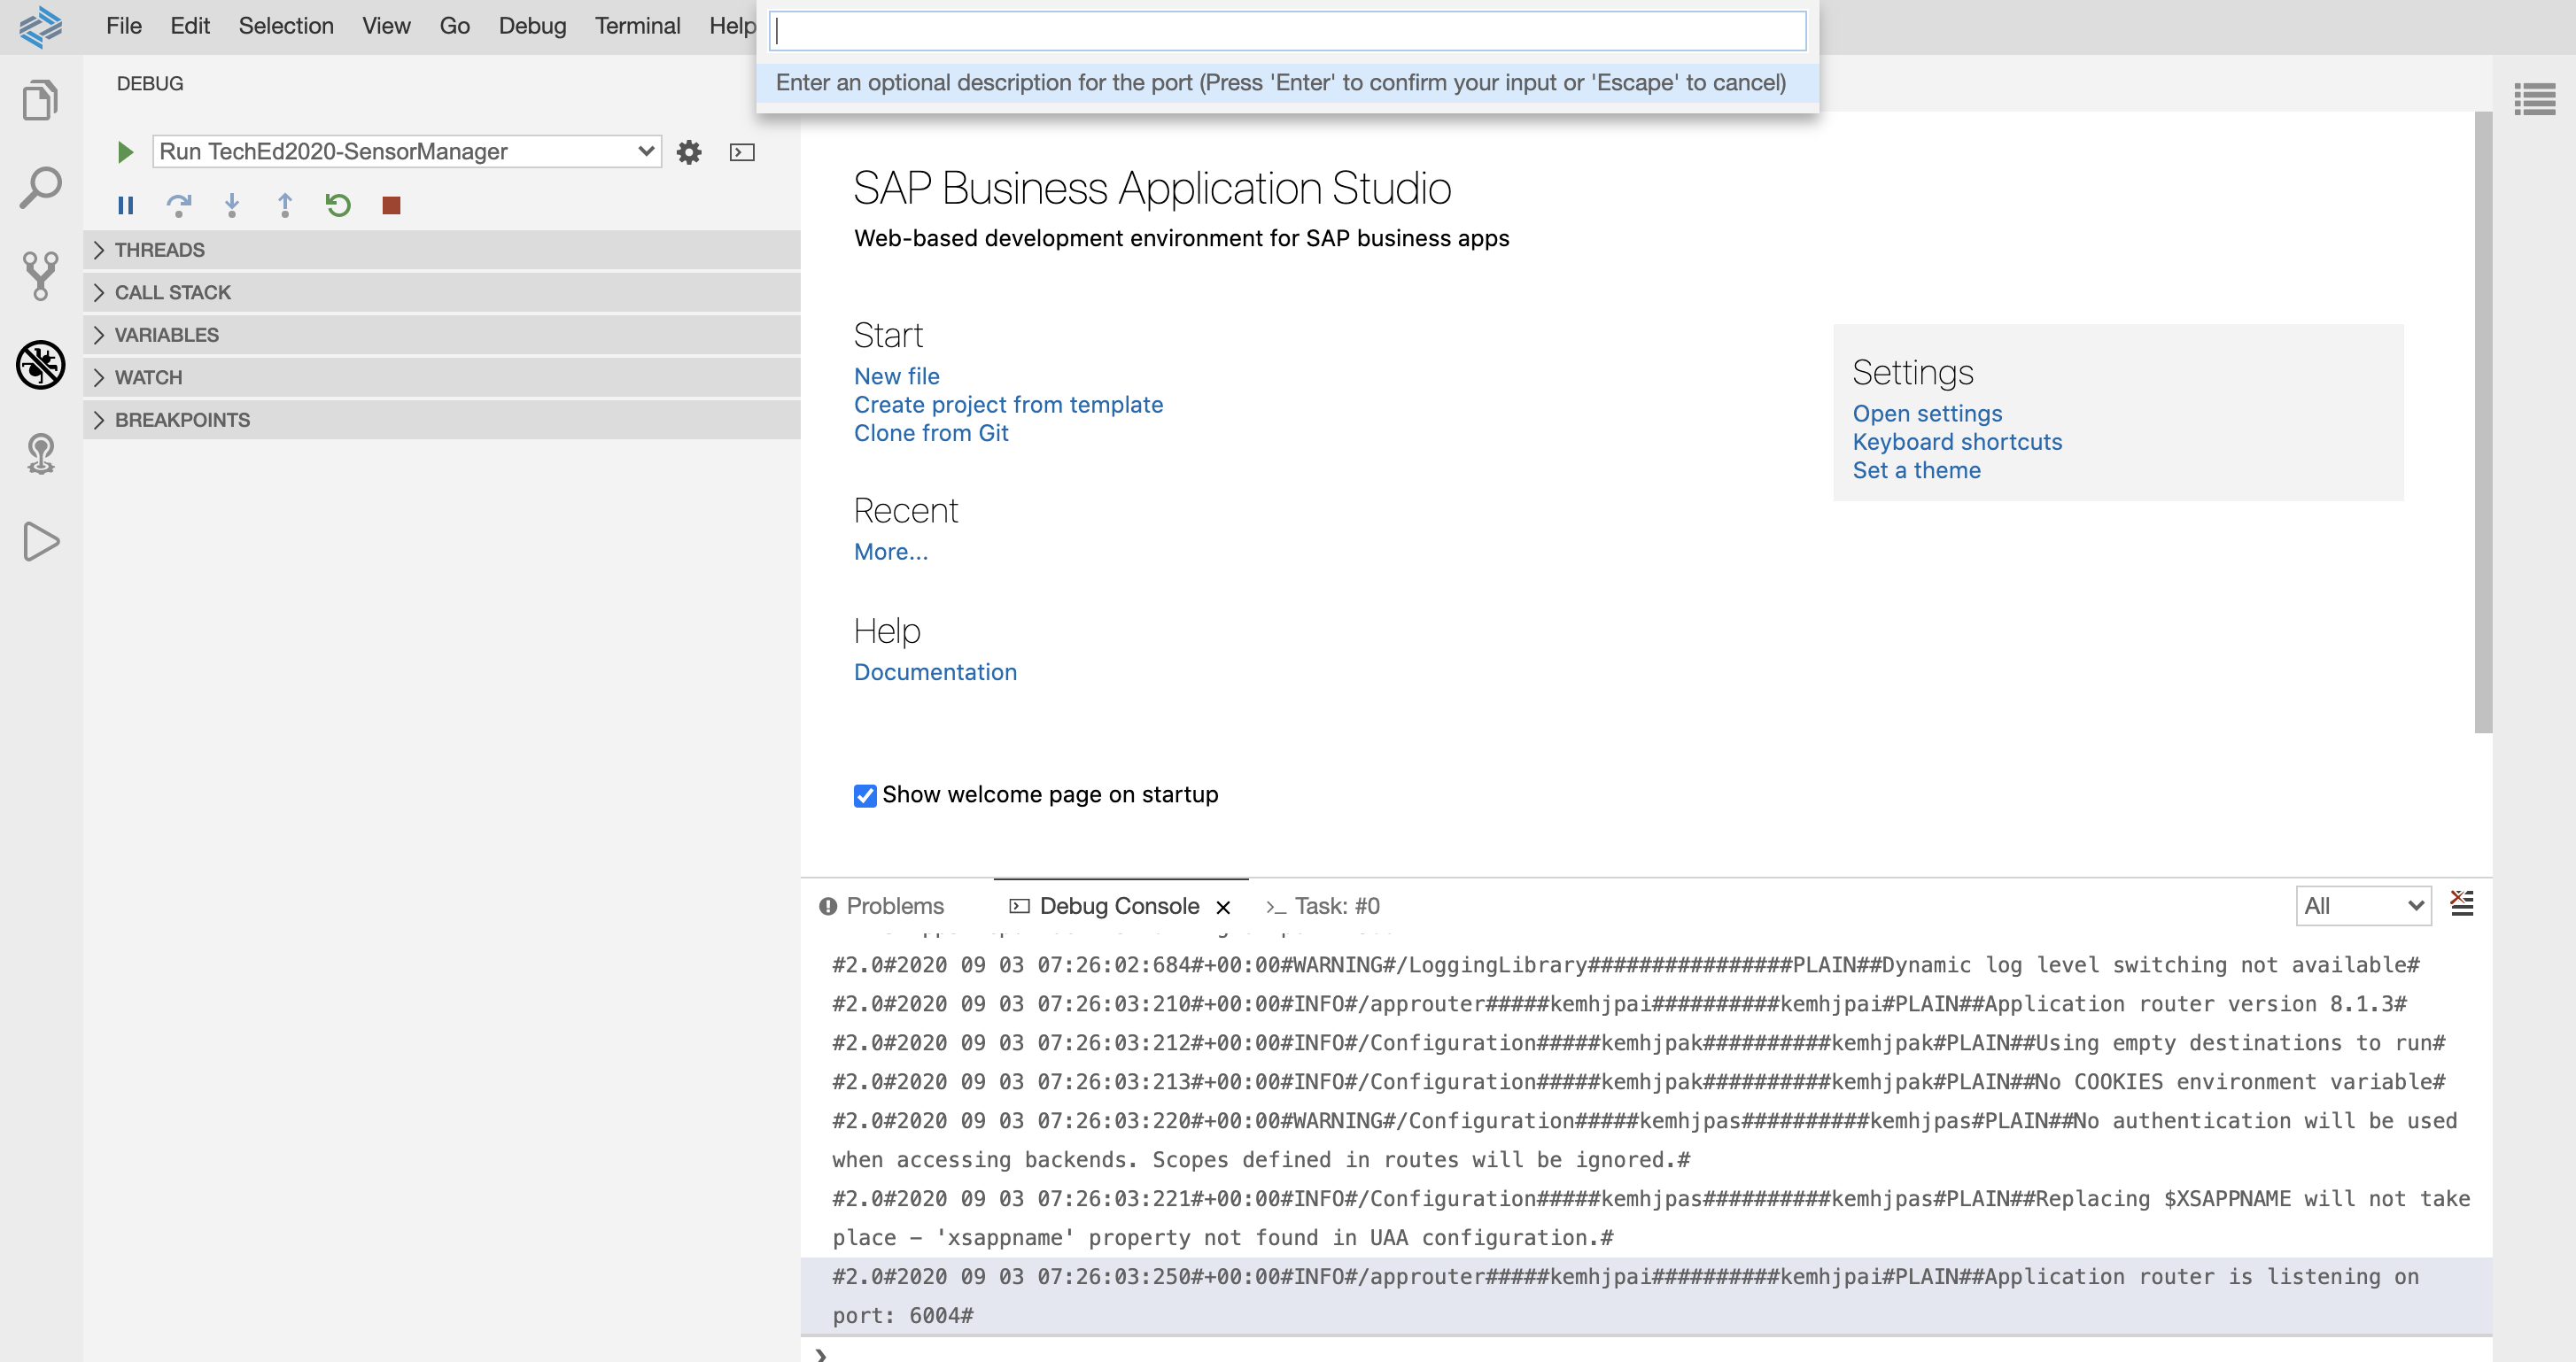 File Edit Selection View Go Debug Terminal Help
Enter an optional description for the port (Press 'Enter' to confirm your input or 'Escape' to cancel)
DEBUG
Run TechEd2020-SensorManager
THREADS
CALL STACK
VARIABLES
WATCH
BREAKPOINTS
SAP Business Application Studio
Web-based development environment for SAP business apps
Start
New file
Create project from template
Clone from Git
Recent
More...
Help
Documentation
Settings
Open settings
Keyboard shortcuts
Set a theme
Show welcome page on startup
Problems Debug Console Task: #0 All
#2.0#2020 09 03 07:26:02:684#+00:00#WARNING#/LoggingLibrary################PLAIN##Dynamic log level switching not available#
#2.0#2020 09 03 07:26:03:210#+00:00#INFO#/approuter#####kemhjpai##########kemhjpai#PLAIN##Application router version 8.1.3#
#2.0#2020 09 03 07:26:03:212#+00:00#INFO#/Configuration#####kemhjpak##########kemhjpak#PLAIN##Using empty destinations to run#
#2.0#2020 09 03 07:26:03:213#+00:00#INFO#/Configuration#####kemhjpak##########kemhjpak#PLAIN##No COOKIES environment variable#
#2.0#2020 09 03 07:26:03:220#+00:00#WARNING#/Configuration#####kemhjpas##########kemhjpas#PLAIN##No authentication will be used
when accessing backends. Scopes defined in routes will be ignored.#
#2.0#2020 09 03 07:26:03:221#+00:00#INFO#/Configuration#####kemhjpas##########kemhjpas#PLAIN##Replacing $XSAPPNAME will not take
place – 'xsappname' property not found in UAA configuration.#
#2.0#2020 09 03 07:26:03:250#+00:00#INFO#/approuter#####kemhjpai##########kemhjpai#PLAIN##Application router is listening on
port: 6004#